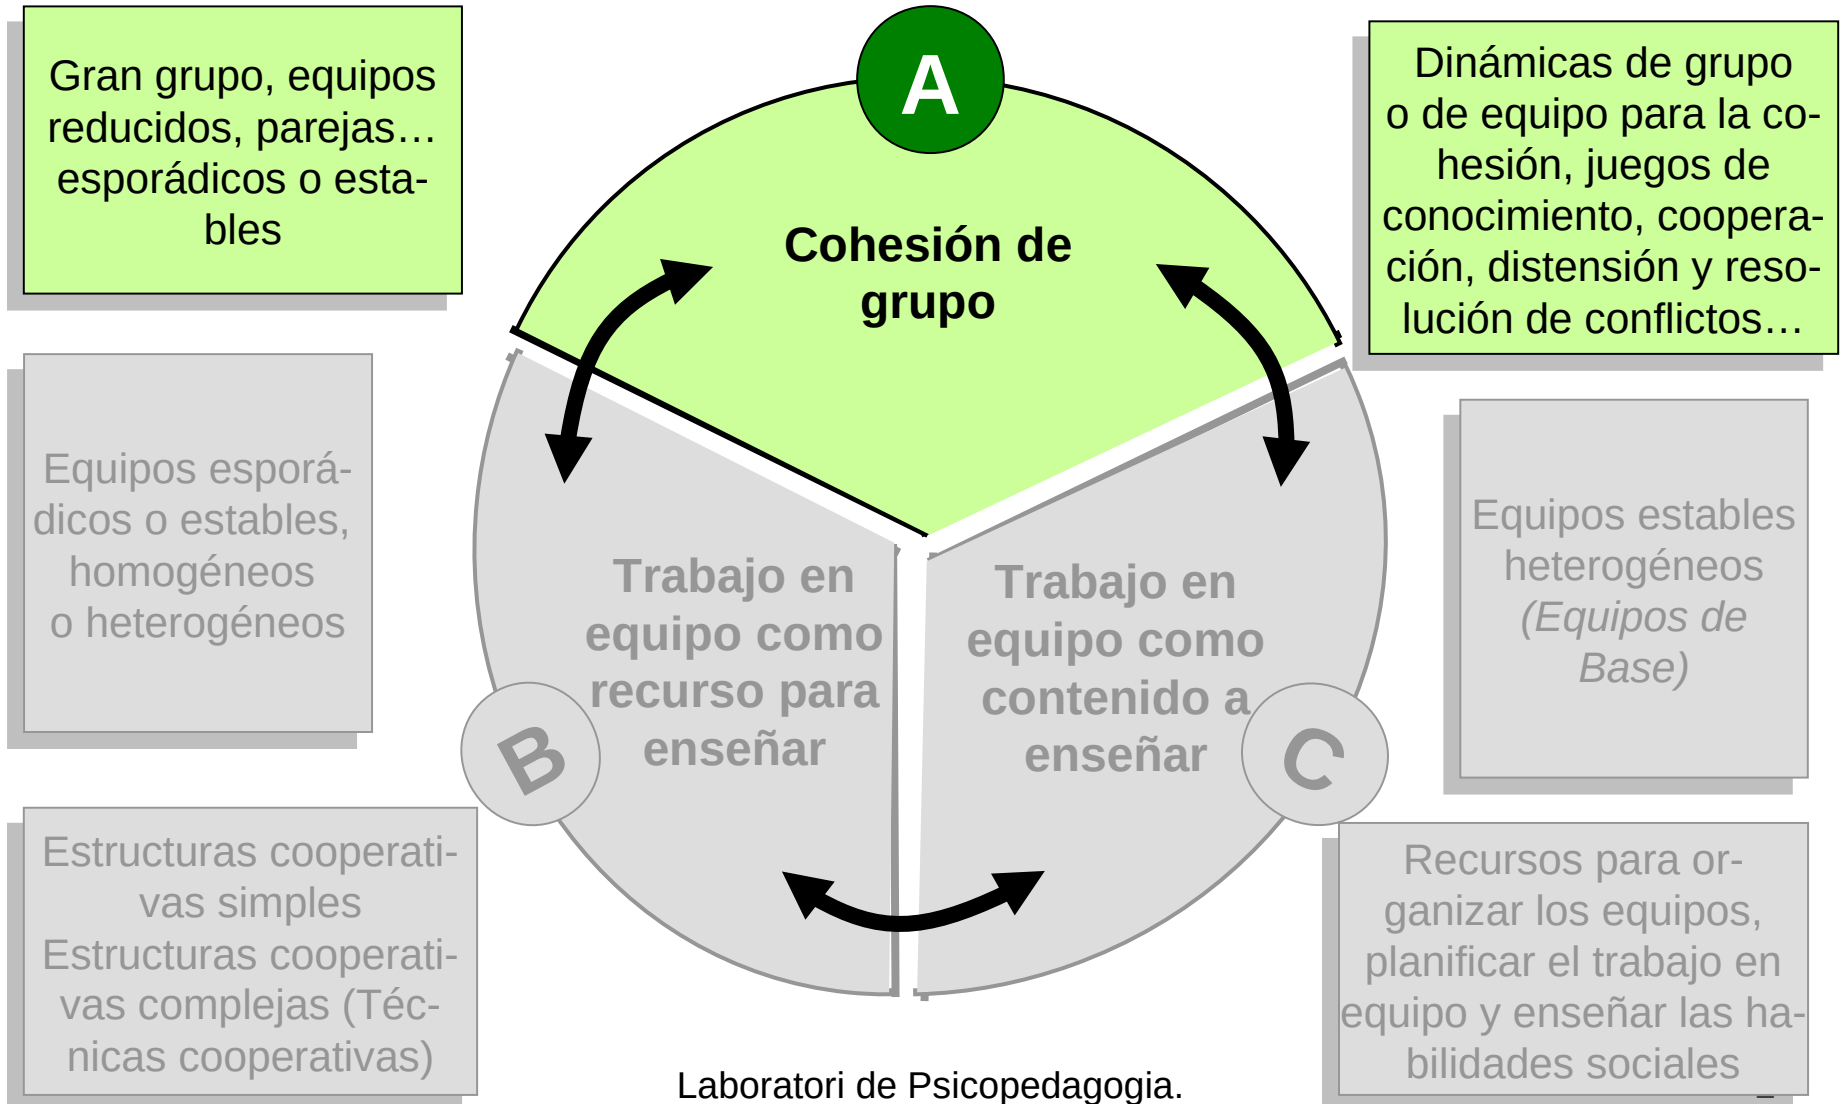 Gran grupo, equipos
reducidos, parejas…
esporádicos o esta-
bles
A
Dinámicas de grupo
o de equipo para la co-
hesión, juegos de
conocimiento, coopera-
ción, distensión y reso-
lución de conflictos…
Cohesión de
grupo
Equipos esporá-
dicos o estables,
homogéneos
o heterogéneos
Trabajo en
equipo como
recurso para
enseñar
B
Trabajo en
equipo como
contenido a
enseñar
C
Equipos estables
heterogéneos
(Equipos de
Base)
Estructuras cooperati-
vas simples
Estructuras cooperati-
vas complejas (Téc-
nicas cooperativas)
Recursos para or-
ganizar los equipos,
planificar el trabajo en
equipo y enseñar las ha-
bilidades sociales
Laboratori de Psicopedagogia.